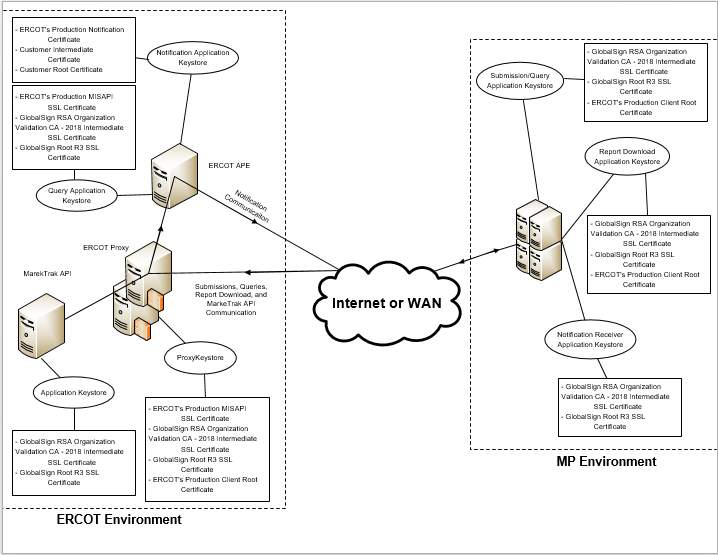 - ERCOT's Production Notification
Certificate
- Customer Intermediate
Certificate
- Customer Root Certificate
Notification Application
Keystore
- ERCOT's Production MISAPI
SSL Certificate
- GlobalSign RSA Organization
Validation CA - 2018 Intermediate
SSL Certificate
- GlobalSign Root R3 SSL
Certificate
Query Application
Keystore
ERCOT APE
Notification
Communicaiton
ERCOT Proxy
MarekTrak API
Submissions, Queries,
Report Download, and
MarkeTrak API
Communication
ProxyKeystore
Application Keystore
- GlobalSign RSA Organization
Validation CA - 2018 Intermediate
SSL Certificate
- GlobalSign Root R3 SSL
Certificate
- ERCOT's Production MISAPI
SSL Certificate
- GlobalSign RSA Organization
Validation CA - 2018 Intermediate
SSL Certificate
- GlobalSign Root R3 SSL
Certificate
- ERCOT's Production Client Root
Certificate
ERCOT Environment
Internet or WAN
Submission/Query
Application Keystore
- GlobalSign RSA Organization
Validation CA - 2018 Intermediate
SSL Certificate
- GlobalSign Root R3 SSL
Certificate
- ERCOT's Production Client Root
Certificate
Report Download
Application Keystore
- GlobalSign RSA Organization
Validation CA - 2018 Intermediate
SSL Certificate
- GlobalSign Root R3 SSL
Certificate
- ERCOT's Production Client Root
Certificate
Notification Receiver
Application Keystore
- GlobalSign RSA Organization
Validation CA - 2018 Intermediate
SSL Certificate
- GlobalSign Root R3 SSL
Certificate
MP Environment